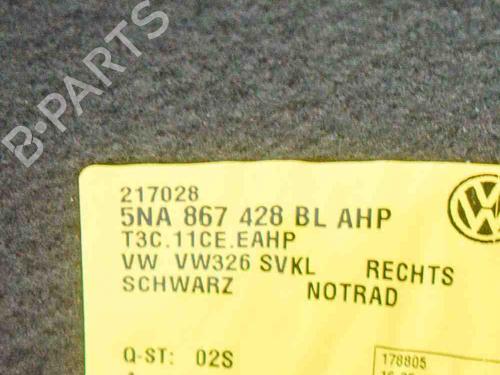 B-PARTS
217028
5NA 867 428 BL AHP
T3C.11CE.EAHP
VW VW326 SVKL RECHTS
SCHWARZ NOTRAD
Q-ST: 02S
178805